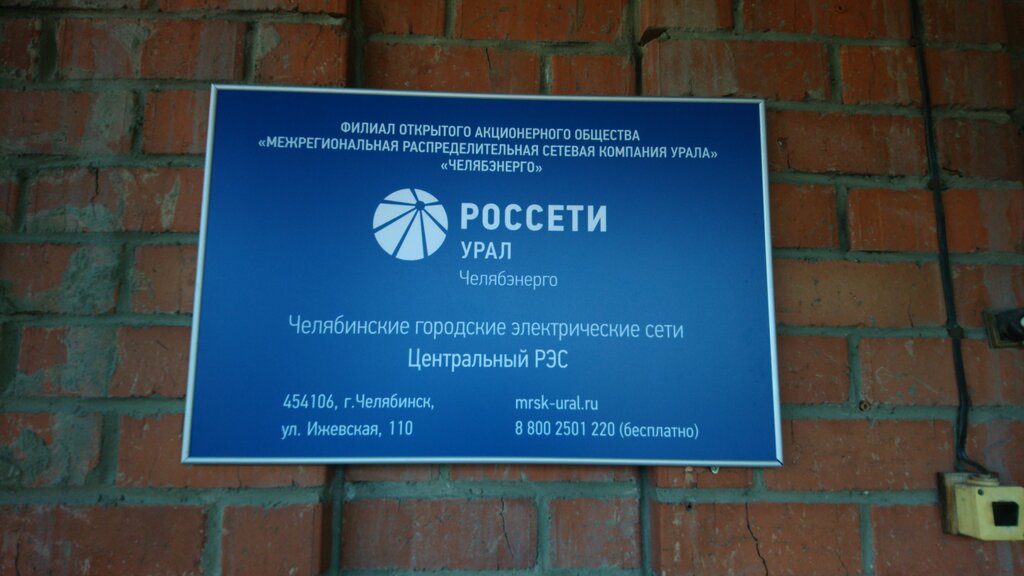 ФИЛИАЛ ОТКРЫТОГО АКЦИОНЕРНОГО ОБЩЕСТВА
«МЕЖРЕГИОНАЛЬНАЯ РАСПРЕДЕЛИТЕЛЬНАЯ СЕТЕВАЯ КОМПАНИЯ УРАЛА»
«ЧЕЛЯБЭНЕРГО»
РОССЕТИ
УРАЛ
Челябэнерго
Челябинские городские электрические сети
Центральный РЭС
454106, г.Челябинск,
ул. Ижевская, 110
mrsk-ural.ru
8 800 2501 220 (бесплатно)